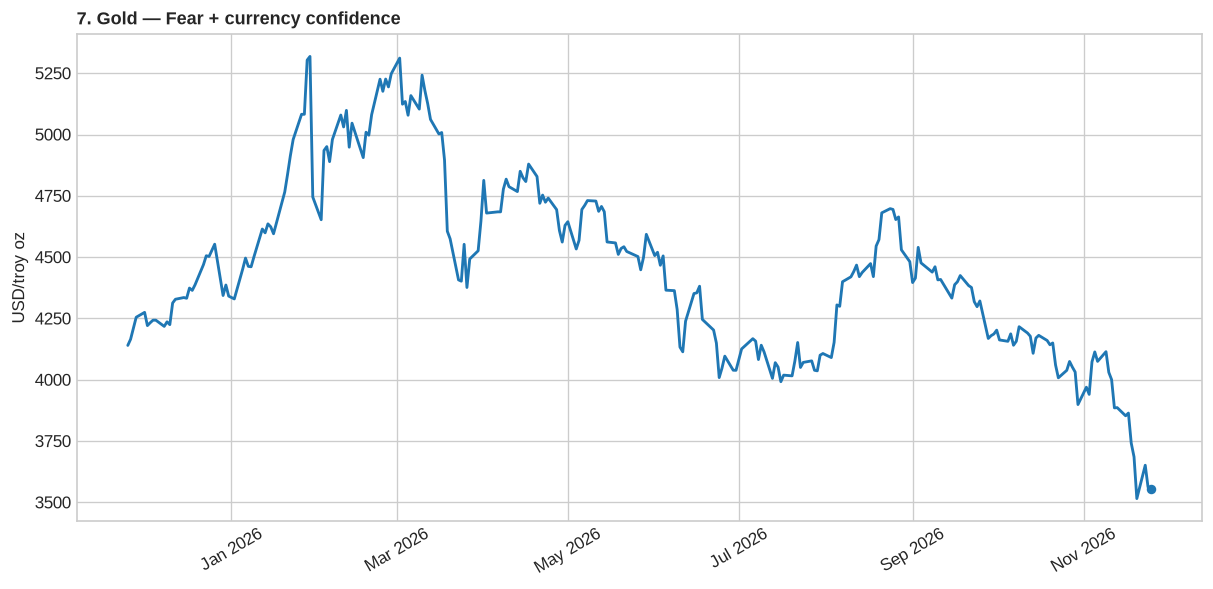 7. Gold — Fear + currency confidence
USD/troy oz
5250
5000
4750
4500
4250
4000
3750
3500
Jan 2026
Mar 2026
May 2026
Jul 2026
Sep 2026
Nov 2026